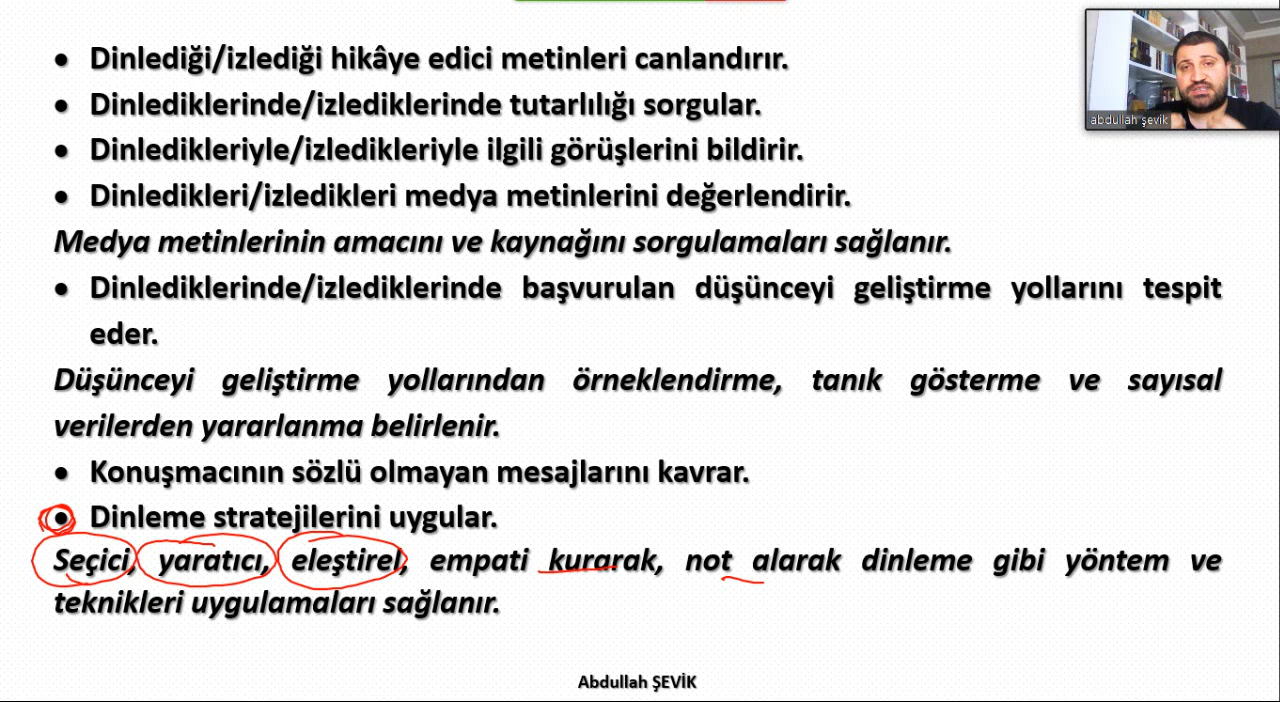 • Dinlediği/izlediği hikâye edici metinleri canlandırır.
• Dinlediklerinde/izlediklerinde tutarlılığı sorgular.
• Dinledikleriyle/izledikleriyle ilgili görüşlerini bildirir.
• Dinledikleri/izledikleri medya metinlerini değerlendirir.
Medya metinlerinin amacını ve kaynağını sorgulamaları sağlanır.
• Dinlediklerinde/izlediklerinde başvurulan düşünceyi geliştirme yollarını tespit
eder.
Düşünceyi geliştirme yollarından örneklendirme, tanık gösterme ve sayısal
verilerden yararlanma belirlenir.
• Konuşmacının sözlü olmayan mesajlarını kavrar.
• Dinleme stratejilerini uygular.
Seçici, yaratıcı, eleştirel, empati kurarak, not alarak dinleme gibi yöntem ve
teknikleri uygulamaları sağlanır.
Abdullah ŞEVİK
abdullah şevik